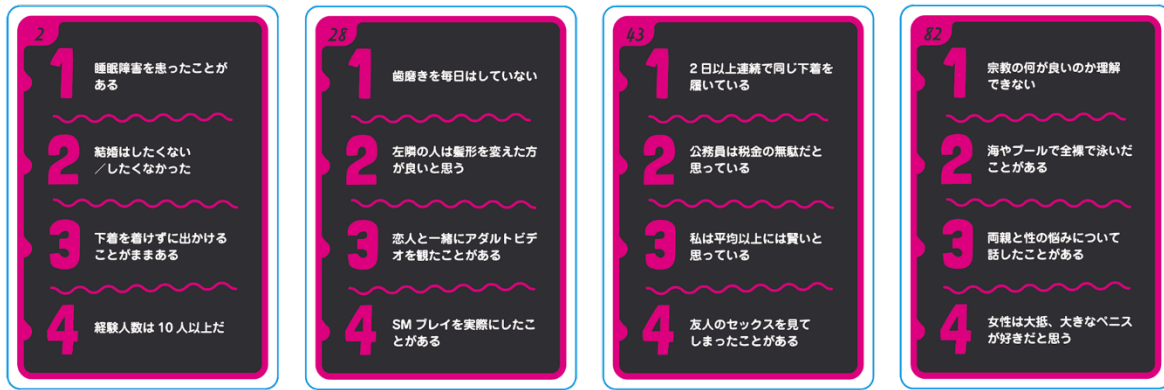 2
1
睡眠障害を患ったことが
ある
2
結婚はしたくない
／したくなかった
3
下着を着けずに出かける
ことがままある
4
経験人数は 10 人以上だ
28
1
歯磨きを毎日はしていない
2
左隣の人は髪形を変えた方
が良いと思う
3
恋人と一緒にアダルトビデ
オを観たことがある
4
SM プレイを実際にしたこ
とがある
43
1
2 日以上連続で同じ下着を
履いている
2
公務員は税金の無駄だと
思っている
3
私は平均以上には賢いと
思っている
4
友人のセックスを見て
しまったことがある
82
1
宗教の何が良いのか理解
できない
2
海やプールで全裸で泳いだ
ことがある
3
両親と性の悩みについて
話したことがある
4
女性は大抵、大きなペニス
が好きだと思う